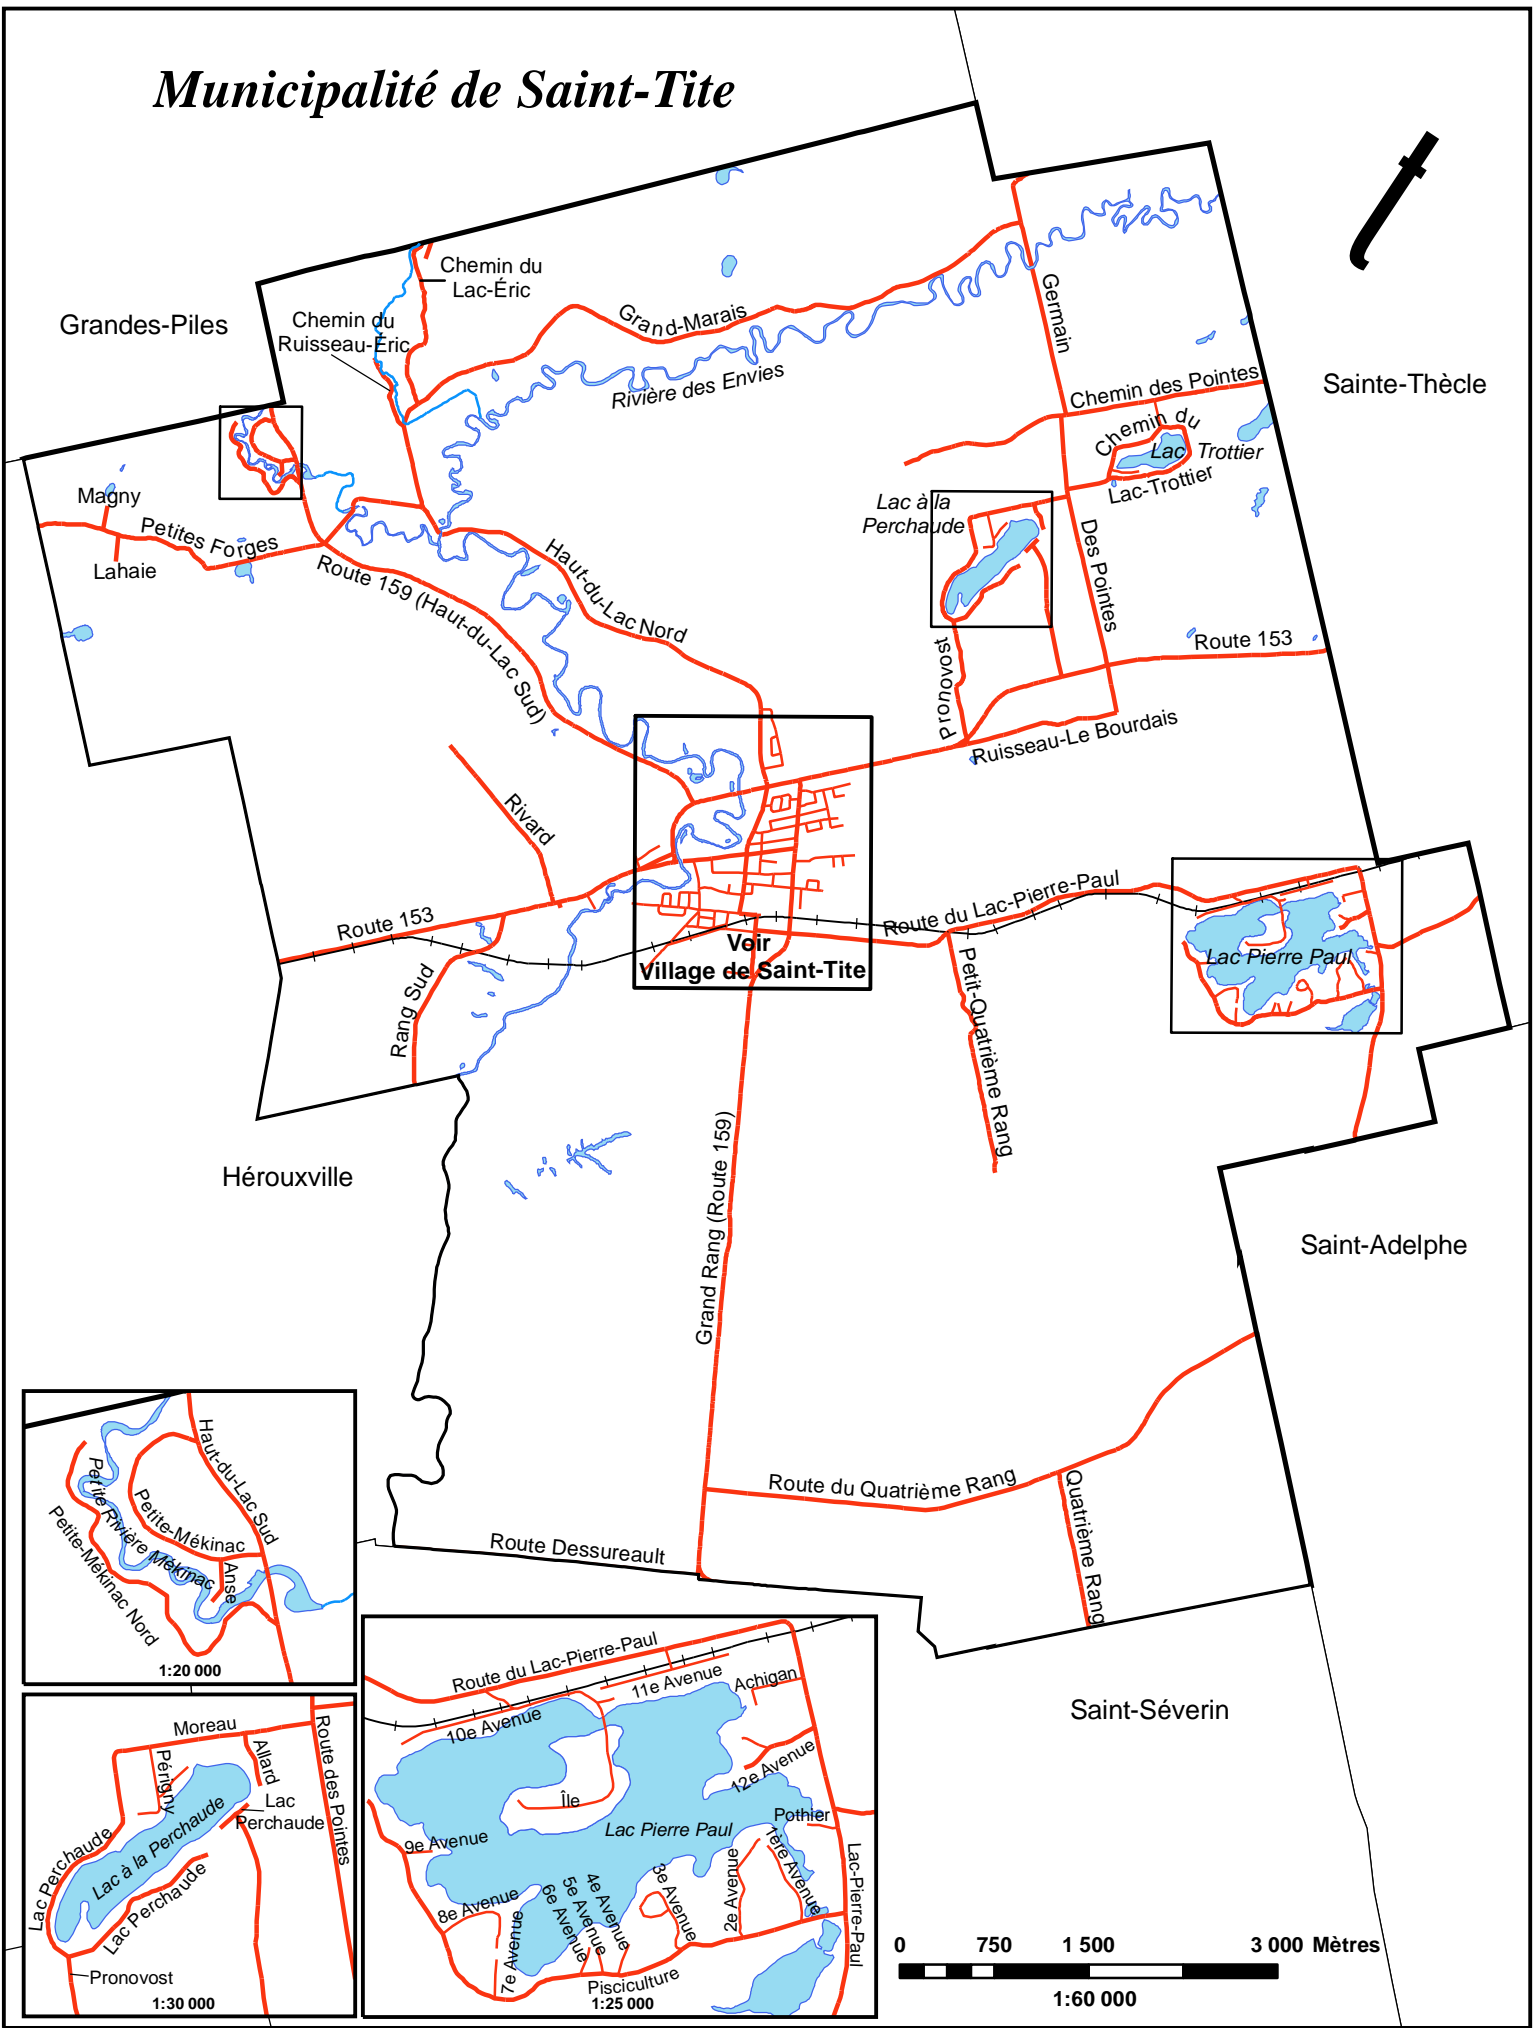 Municipalité de Saint-Tite
Grandes-Piles
Chemin du
Lac-Éric
Chemin du
Ruisseau-Éric
Grand-Marais
Rivière des Envies
Germain
Chemin des Pointes
Sainte-Thècle
Chemin du
Lac Trottier
Lac-Trottier
Lac à la
Perchaude
Des Pointes
Magny
Petites Forges
Lahaie
Route 159 (Haut-du-Lac Sud)
Haut-du-Lac Nord
Pronovost
Route 153
Ruisseau-Le Bourdais
Rivard
Route 153
Rang Sud
Voir
Village de Saint-Tite
Route du Lac-Pierre-Paul
Lac Pierre Paul
Petit-Quatrième Rang
Hérouxville
Grand Rang (Route 159)
Saint-Adelphe
Route du Quatrième Rang
Quatrième Rang
Route Dessureault
Saint-Séverin
Haut-du-Lac Sud
Petite Rivière Mékinac
Petite-Mékinac
Petite-Mékinac Nord
Anse
1:20 000
Moreau
Périgny
Allard
Route des Pointes
Lac
Perchaude
Lac Perchaude
Lac à la Perchaude
Lac Perchaude
Pronovost
1:30 000
Route du Lac-Pierre-Paul
11e Avenue
Achigan
10e Avenue
12e Avenue
Île
Lac Pierre Paul
Pothier
9e Avenue
8e Avenue
7e Avenue
6e Avenue
5e Avenue
4e Avenue
3e Avenue
2e Avenue
1ère Avenue
Lac-Pierre-Paul
Pisciculture
1:25 000
0 750 1 500 3 000 Mètres
1:60 000